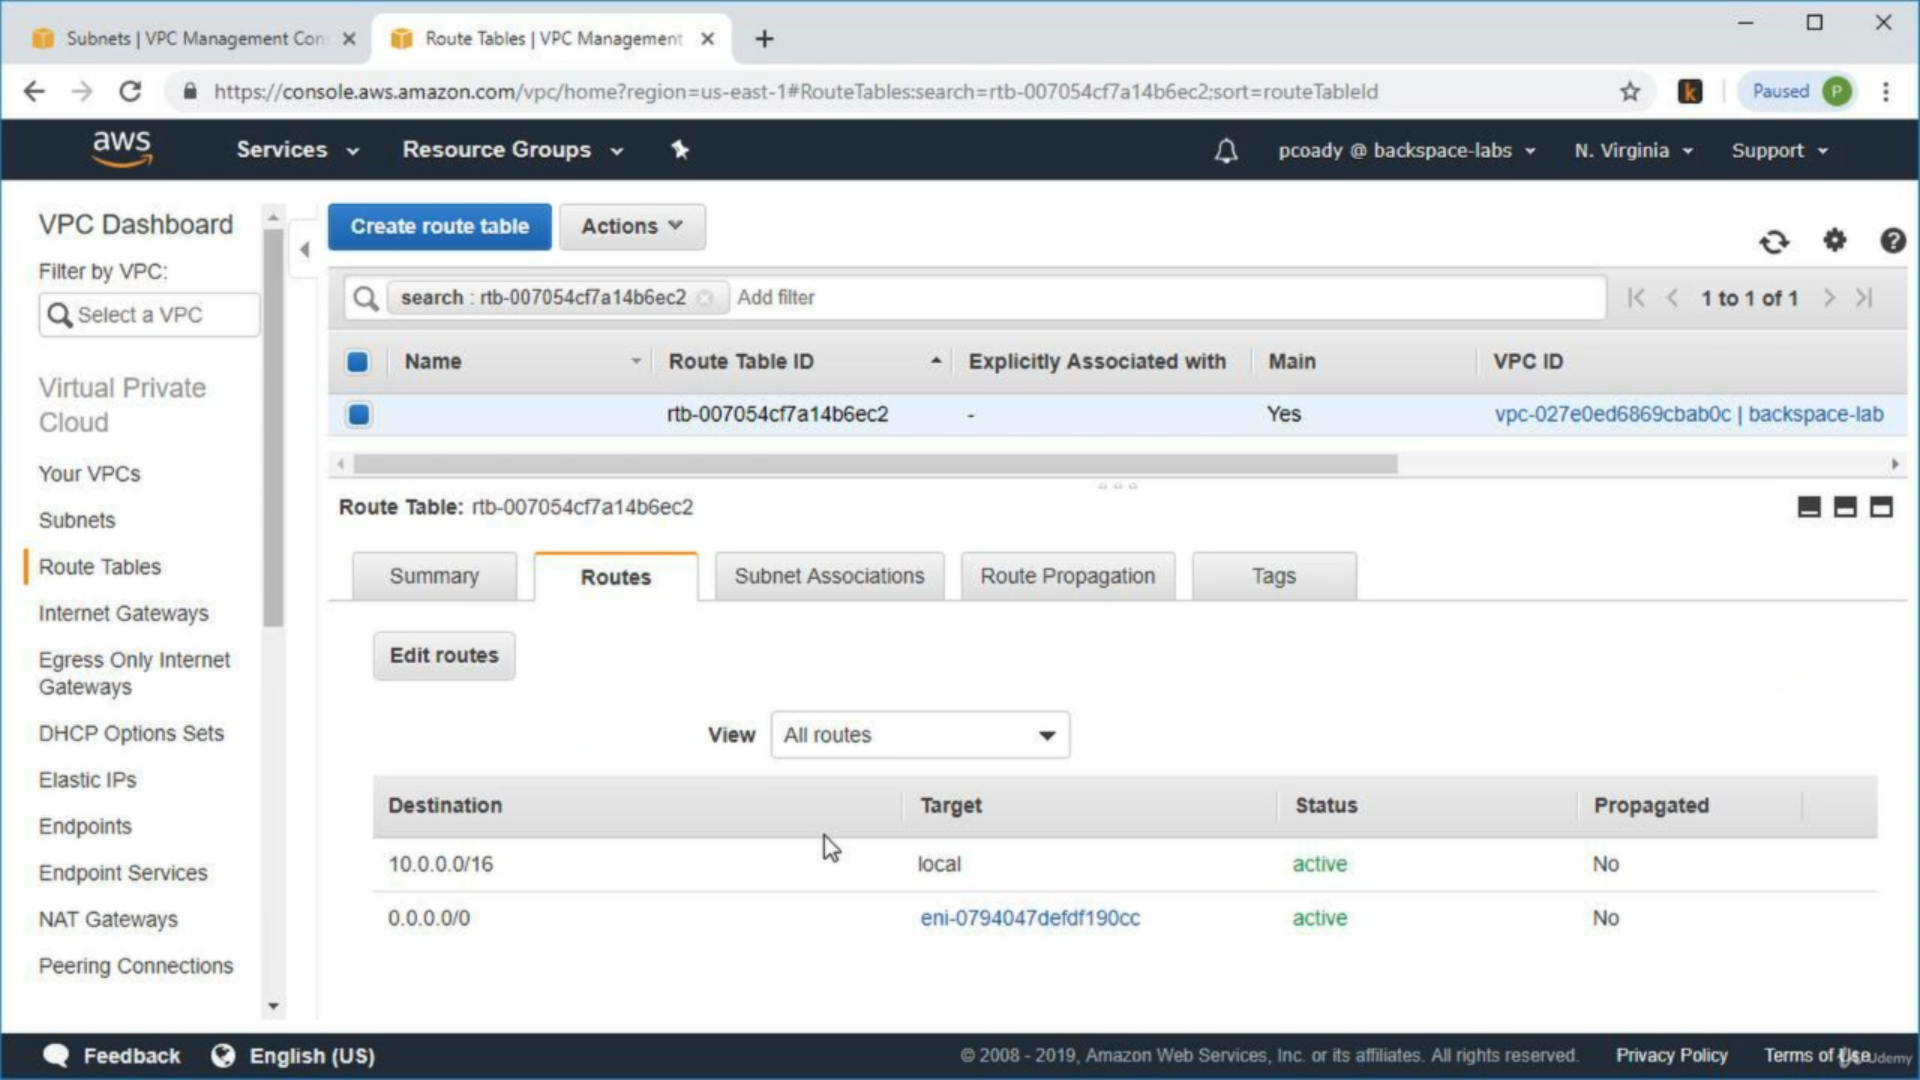 Subnets | VPC Management Con
Route Tables | VPC Management
https://console.aws.amazon.com/vpc/home?region=us-east-1#RouteTables:search=rtb-007054cf7a14b6ec2;sort=routeTableId
k
Paused P
aws
Services
Resource Groups
pcoady @ backspace-labs
N. Virginia
Support
VPC Dashboard
Filter by VPC:
Select a VPC
Virtual Private
Cloud
Your VPCs
Subnets
Route Tables
Internet Gateways
Egress Only Internet
Gateways
DHCP Options Sets
Elastic IPs
Endpoints
Endpoint Services
NAT Gateways
Peering Connections
Create route table
Actions
search : rtb-007054cf7a14b6ec2 Add filter
1 to 1 of 1
Name Route Table ID Explicitly Associated with Main VPC ID
rtb-007054cf7a14b6ec2 - Yes vpc-027e0ed6869cbab0c | backspace-lab
Route Table: rtb-007054cf7a14b6ec2
Summary Routes Subnet Associations Route Propagation Tags
Edit routes
View All routes
Destination Target Status Propagated
10.0.0.0/16 local active No
0.0.0.0/0 eni-0794047defdf190cc active No
Feedback
English (US)
© 2008 - 2019, Amazon Web Services, Inc. or its affiliates. All rights reserved.
Privacy Policy
Terms of Use
Udemy